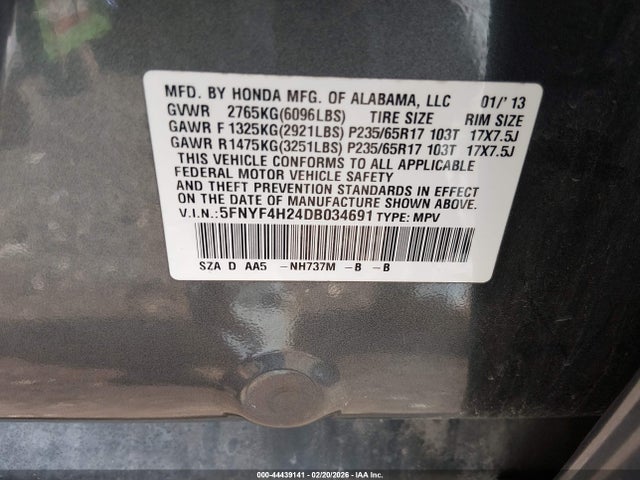 MFD. BY HONDA MFG. OF ALABAMA, LLC 01/'13
GVWR 2765KG(6096LBS) TIRE SIZE RIM SIZE
GAWR F 1325KG(2921LBS) P235/65R17 103T 17X7.5J
GAWR R1475KG(3251LBS) P235/65R17 103T 17X7.5J
THIS VEHICLE CONFORMS TO ALL APPLICABLE
FEDERAL MOTOR VEHICLE SAFETY
AND THEFT PREVENTION STANDARDS IN EFFECT
ON THE DATE OF MANUFACTURE SHOWN ABOVE.
V.I.N.:5FNYF4H24DB034691 TYPE: MPV
SZA D AA5 -NH737M -B -B
000-44439141 - 02/20/2026 - IAA Inc.